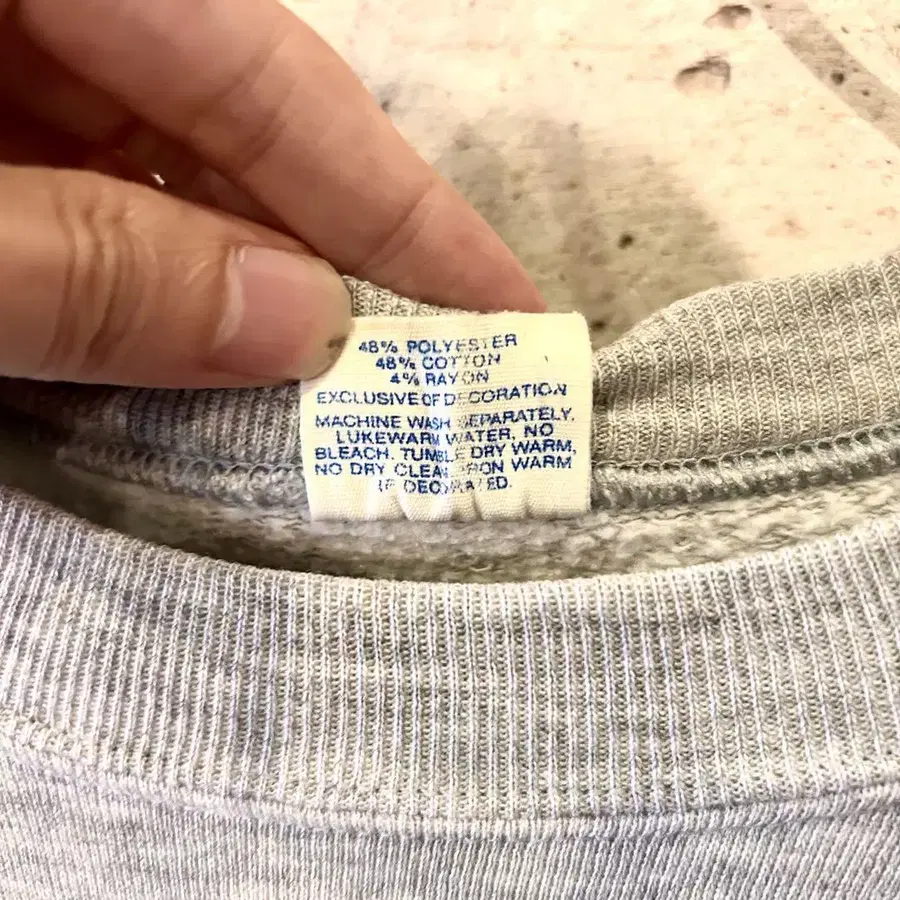 48% POLYESTER
48% COTTON
4% RAYON
EXCLUSIVE OF DECORATION
MACHINE WASH SEPARATELY.
LUKEWARM WATER, NO
BLEACH. TUMBLE DRY WARM,
NO DRY CLEAN. IRON WARM
IF DECORATED.